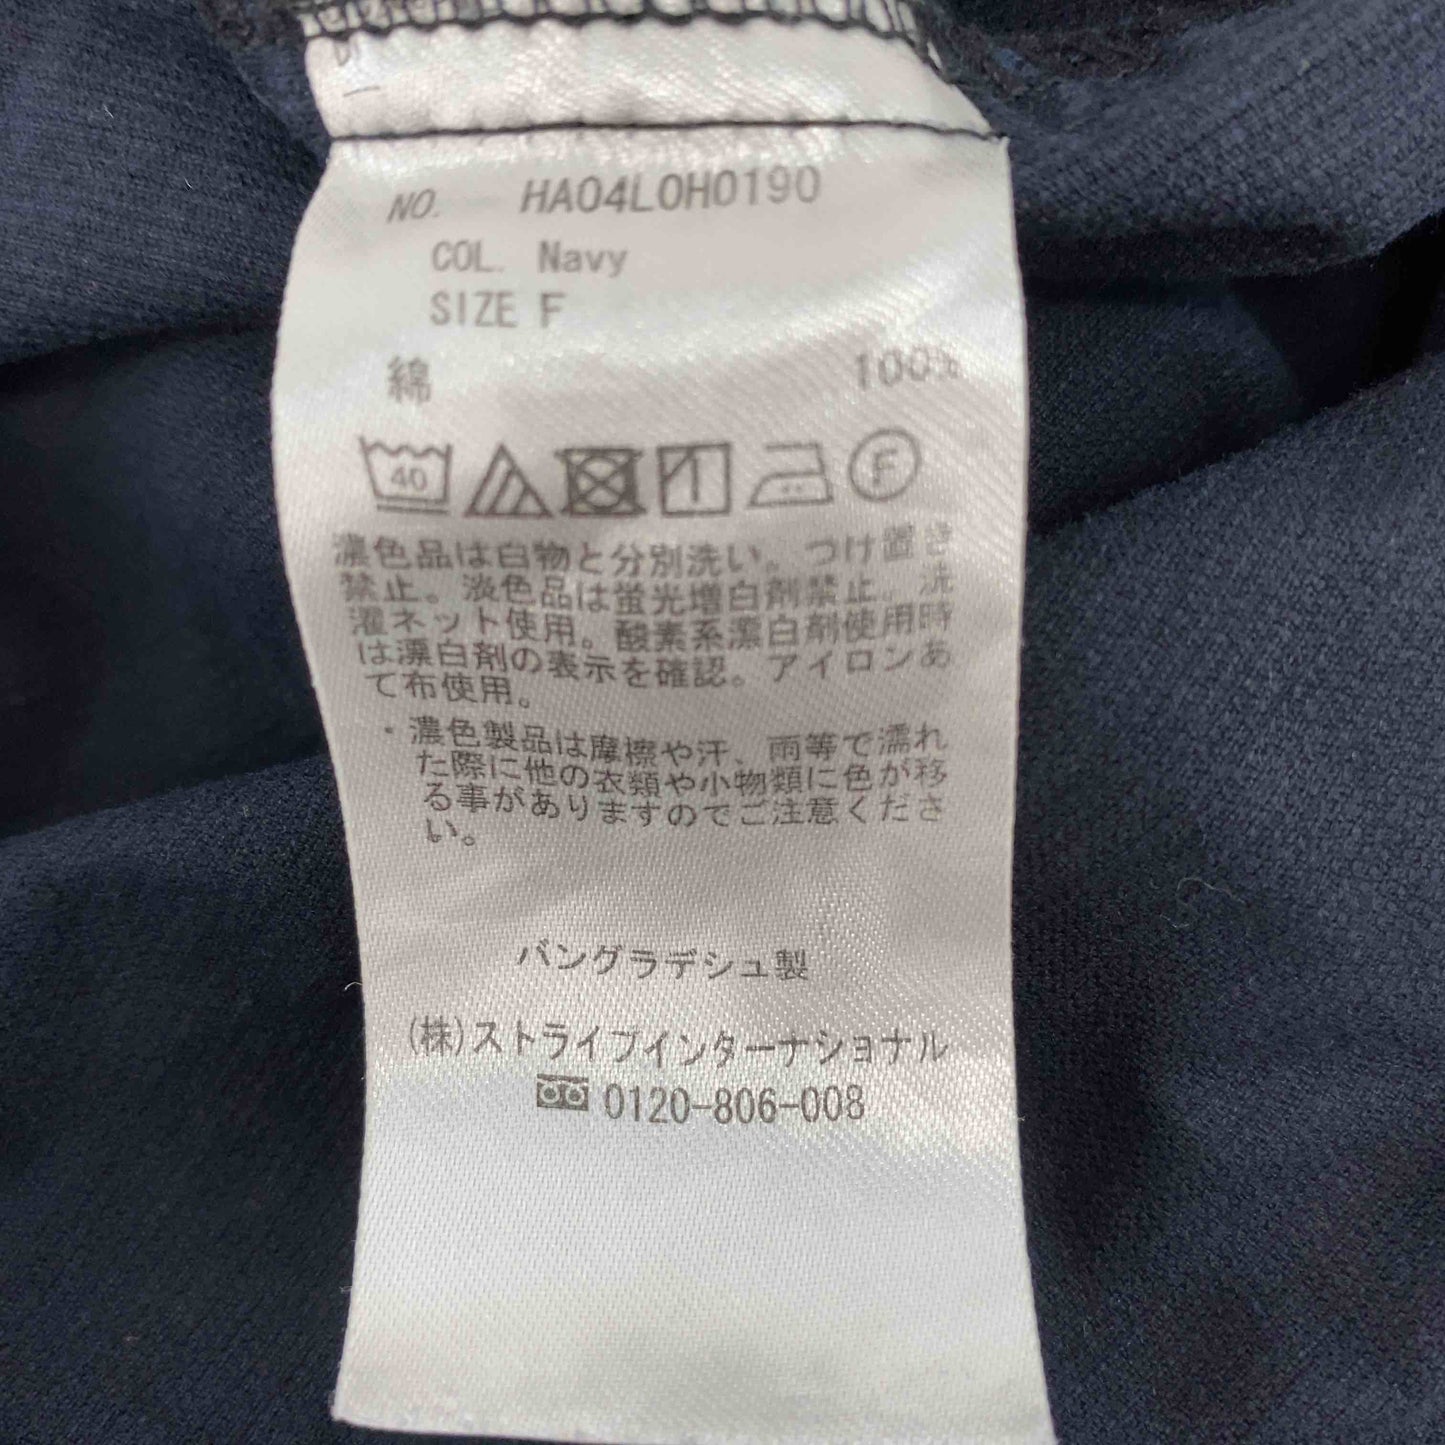 NO. HA04L0H0190
COL. Navy
SIZE F
綿 100%
40 F
濃色品は白物と分別洗い。つけ置き
禁止。淡色品は蛍光増白剤禁止。洗
濯ネット使用。酸素系漂白剤使用時
は漂白剤の表示を確認。アイロンあ
て布使用。
・濃色製品は摩擦や汗、雨等で濡れ
た際に他の衣類や小物類に色が移
る事がありますのでご注意くださ
い。
バングラデシュ製
(株)ストライプインターナショナル
0120-806-008